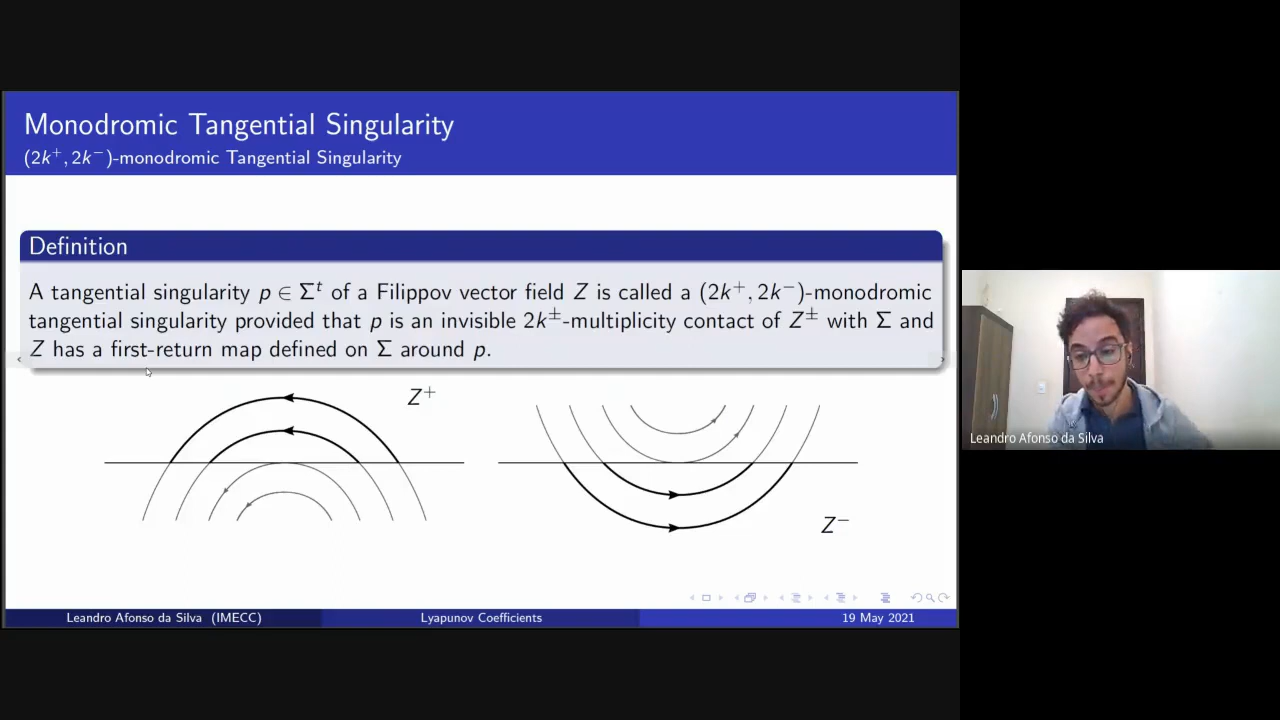 Monodromic Tangential Singularity
(2k⁺, 2k⁻)-monodromic Tangential Singularity
Definition
A tangential singularity p ∈ Σᵗ of a Filippov vector field Z is called a (2k⁺, 2k⁻)-monodromic
tangential singularity provided that p is an invisible 2k±-multiplicity contact of Z± with Σ and
Z has a first-return map defined on Σ around p.
Z⁺
Z⁻
Leandro Afonso da Silva (IMECC)
Lyapunov Coefficients
19 May 2021
Leandro Afonso da Silva